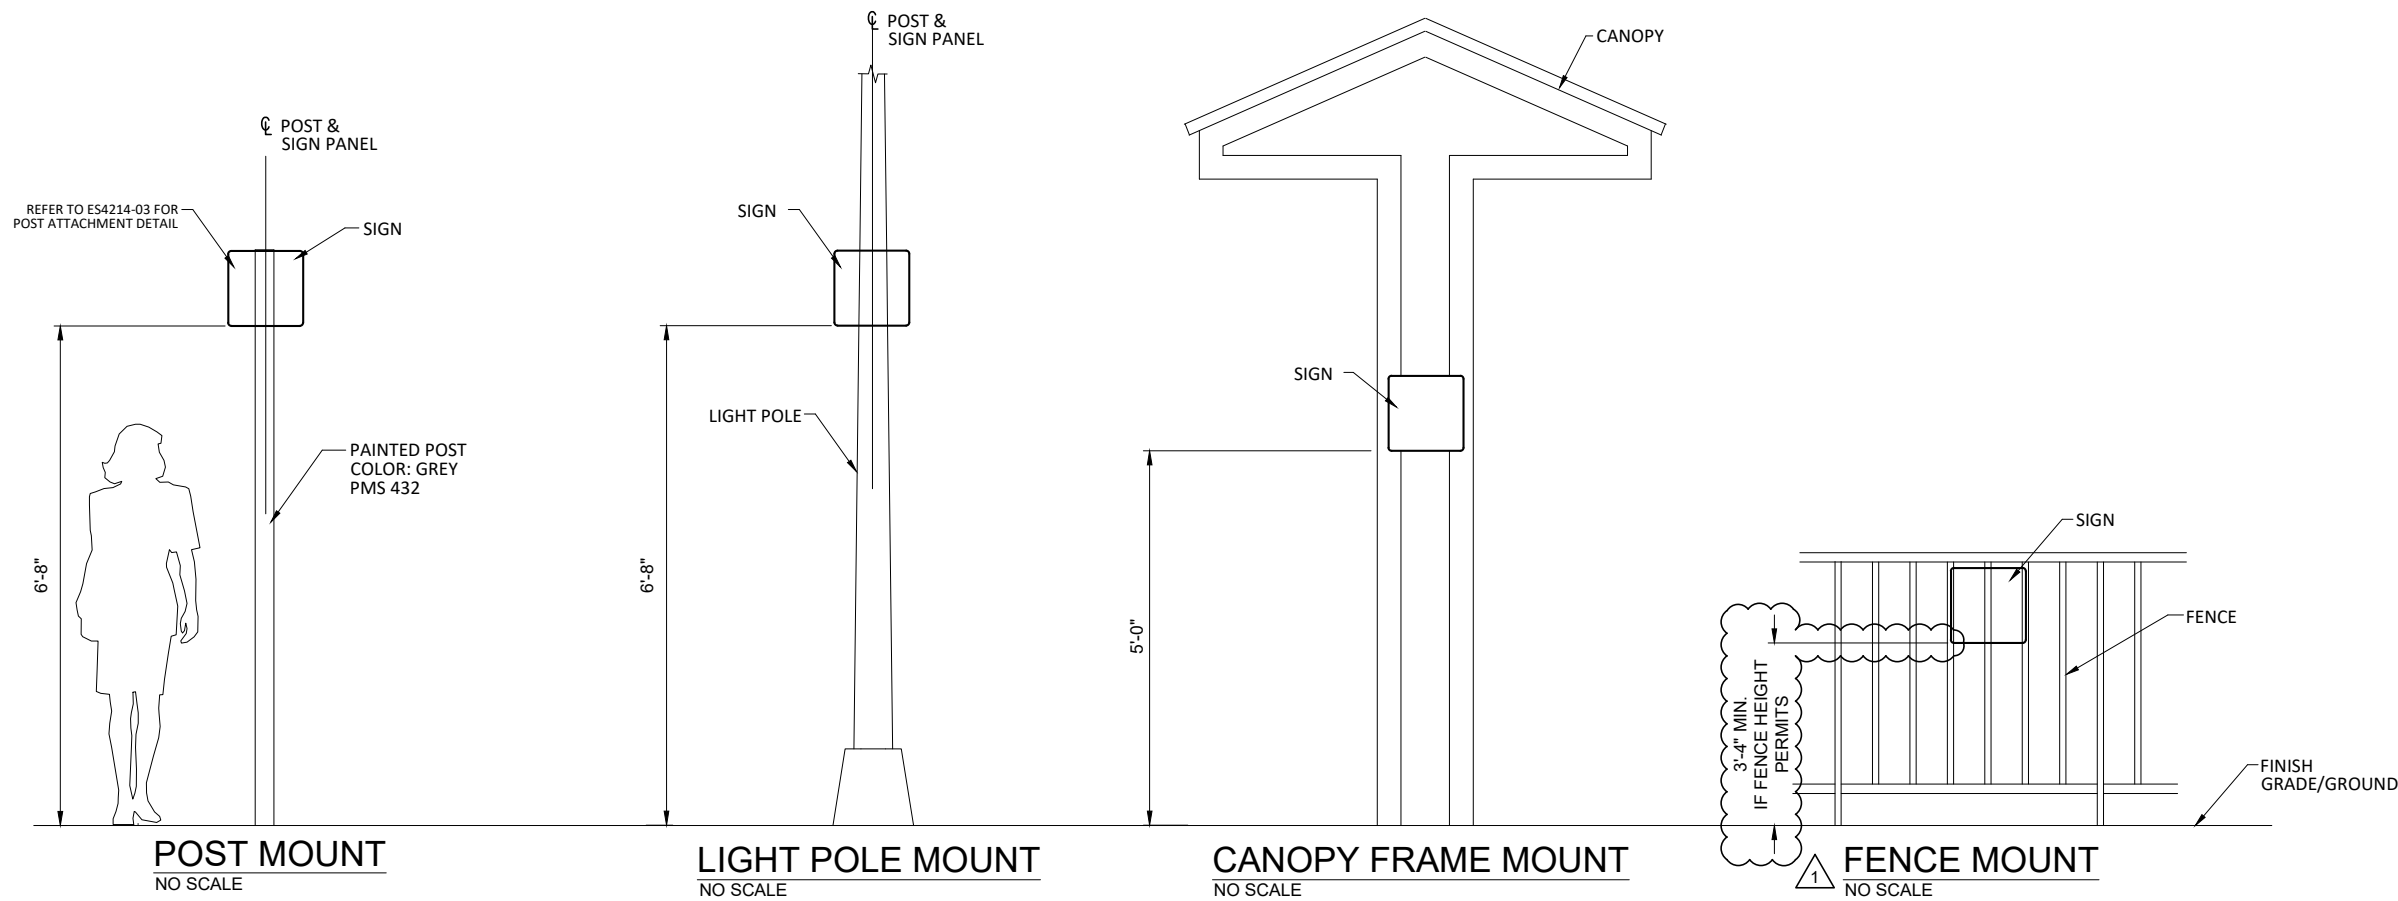 ℄ POST &
SIGN PANEL
REFER TO ES4214-03 FOR
POST ATTACHMENT DETAIL
SIGN
6'-8"
PAINTED POST
COLOR: GREY
PMS 432
POST MOUNT
NO SCALE
℄ POST &
SIGN PANEL
SIGN
LIGHT POLE
6'-8"
LIGHT POLE MOUNT
NO SCALE
CANOPY
SIGN
5'-0"
CANOPY FRAME MOUNT
NO SCALE
SIGN
FENCE
3'-4" MIN.
IF FENCE HEIGHT
PERMITS
FINISH
GRADE/GROUND
1
FENCE MOUNT
NO SCALE